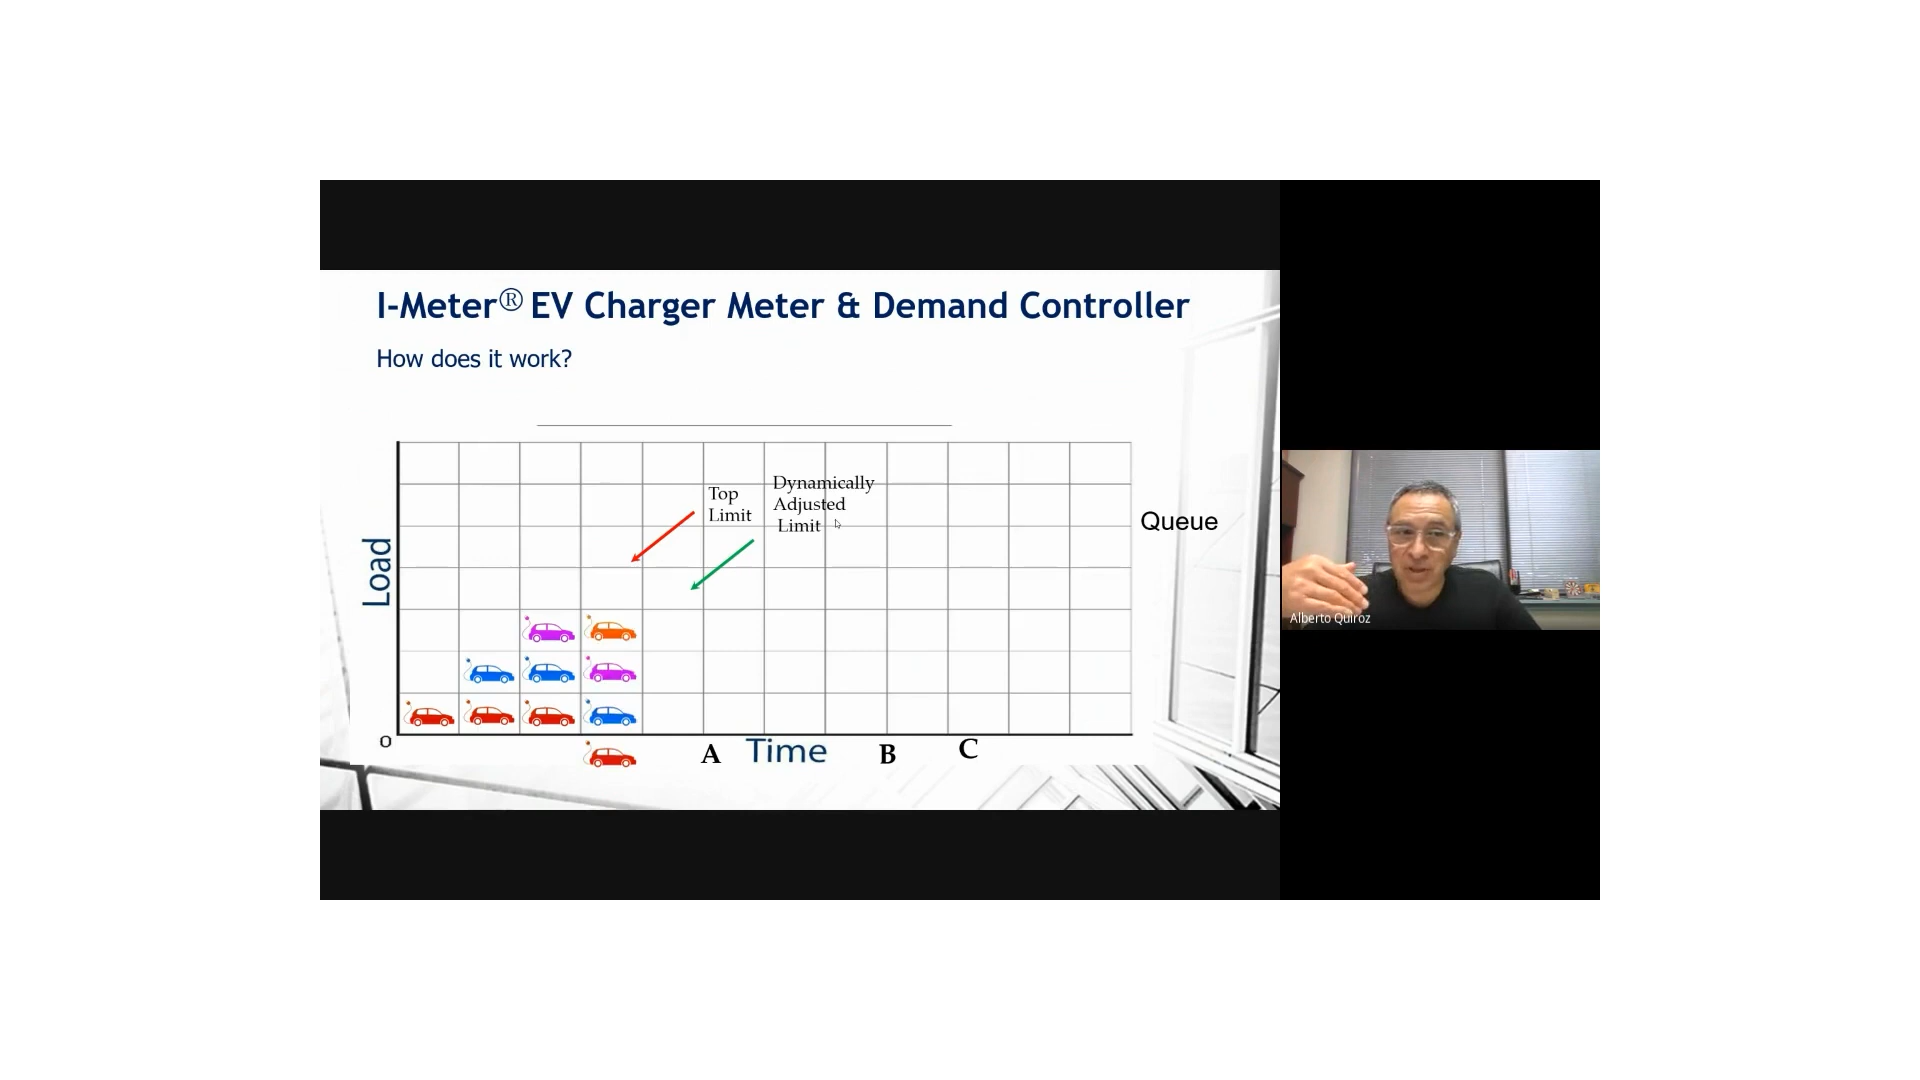 I-Meter® EV Charger Meter & Demand Controller
How does it work?
Top
Limit
Dynamically
Adjusted
Limit
Queue
Load
0
A
Time
B
C
Alberto Quiroz